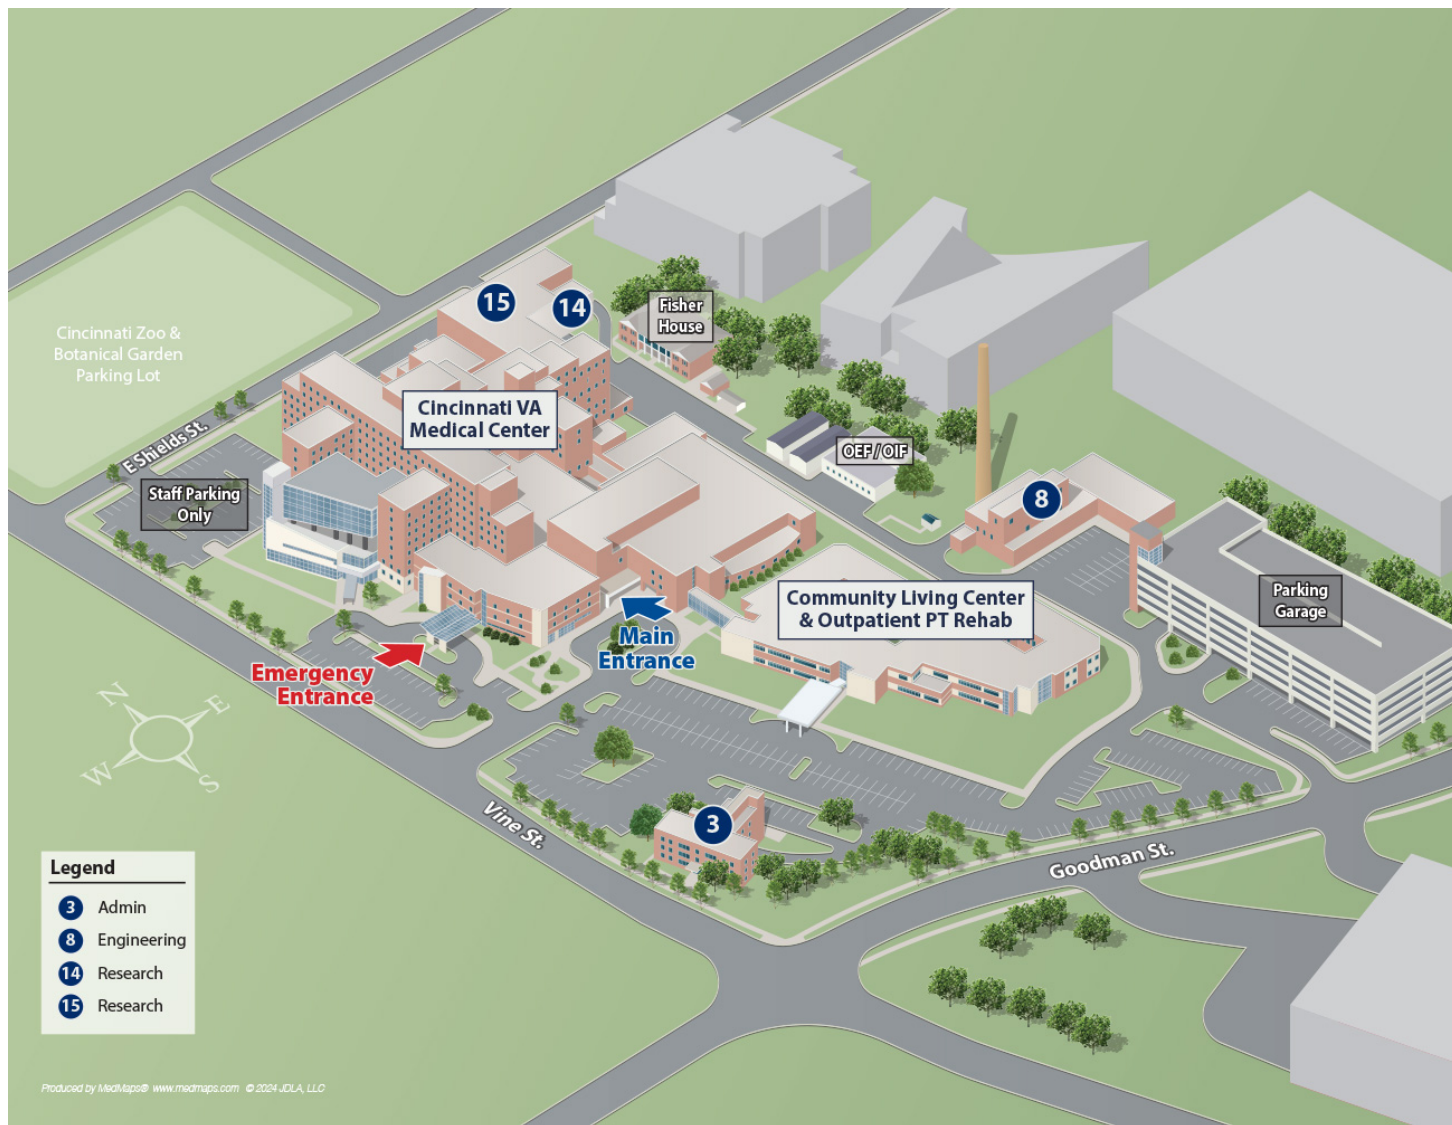 15
14
Fisher
House
Cincinnati Zoo &
Botanical Garden
Parking Lot
Cincinnati VA
Medical Center
E Shields St.
OEF / OIF
Staff Parking
Only
8
Parking
Garage
Community Living Center
& Outpatient PT Rehab
Main
Entrance
Emergency
Entrance
N
E
W
S
Vine St.
3
Goodman St.
Legend
3 Admin
8 Engineering
14 Research
15 Research
Produced by MedMaps® www.medmaps.com © 2024 JDLA, LLC